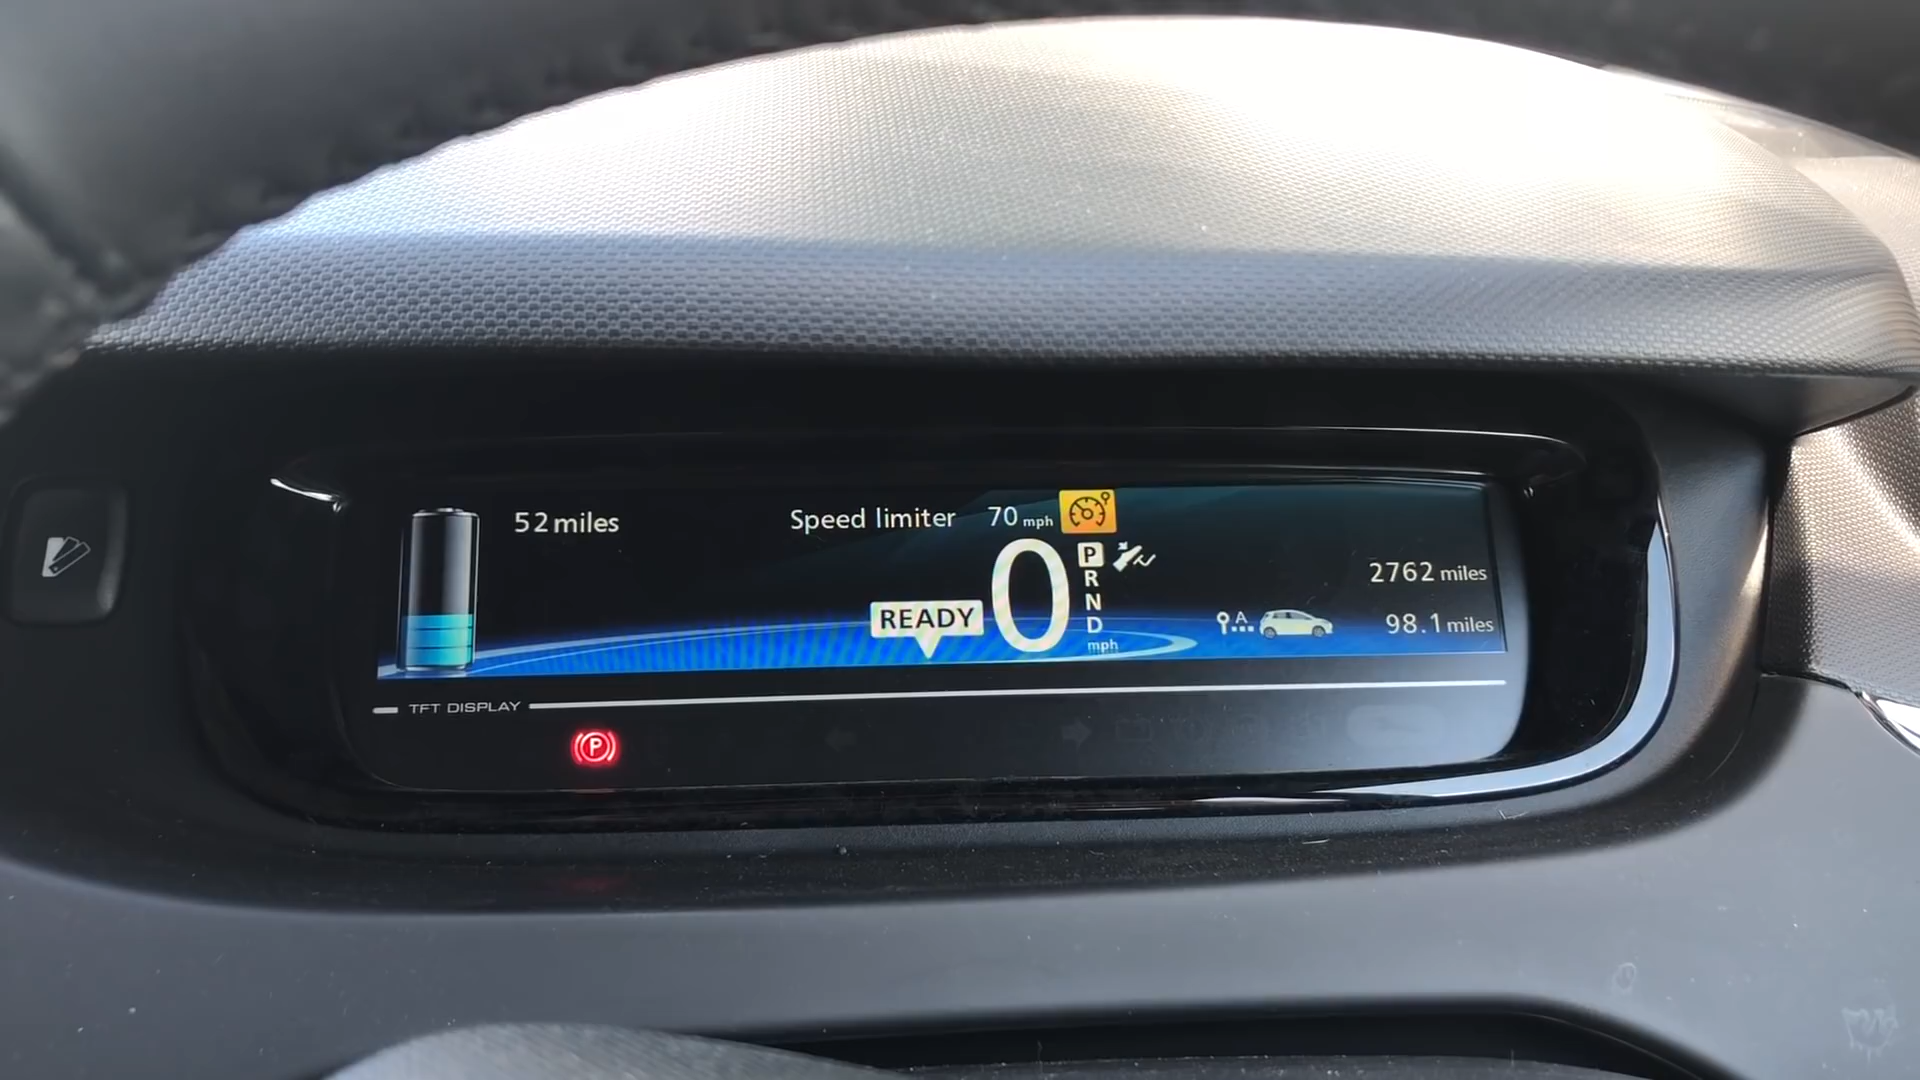 52 miles
Speed limiter 70 mph
P
R
N
D
0
mph
READY
2762 miles
A
98.1 miles
TFT DISPLAY
P